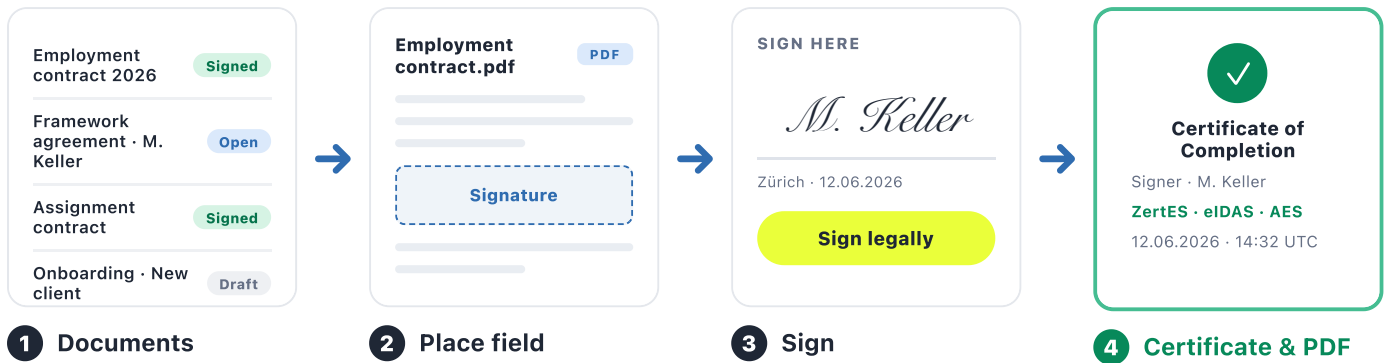 Employment
contract 2026
Signed
Framework
agreement · M.
Keller
Open
Assignment
contract
Signed
Onboarding · New
client
Draft
1 Documents
Employment
contract.pdf
PDF
Signature
2 Place field
SIGN HERE
M. Keller
Zürich · 12.06.2026
Sign legally
3 Sign
Certificate of
Completion
Signer · M. Keller
ZertES · eIDAS · AES
12.06.2026 · 14:32 UTC
4 Certificate & PDF